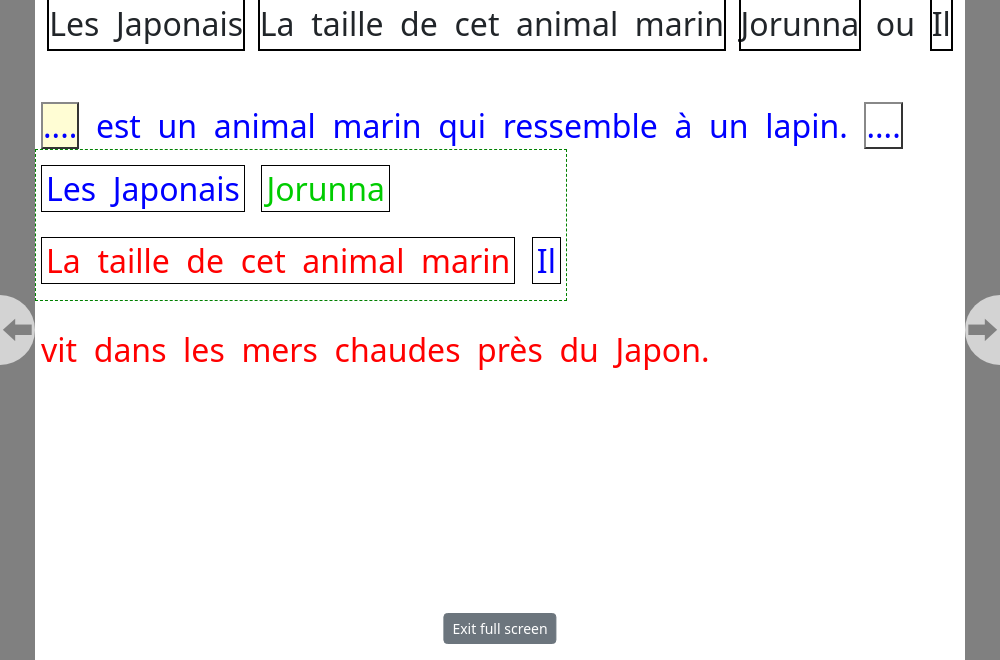 Les Japonais La taille de cet animal marin Jorunna ou Il
.... est un animal marin qui ressemble à un lapin. ....
Les Japonais Jorunna
La taille de cet animal marin Il
vit dans les mers chaudes près du Japon.
Exit full screen